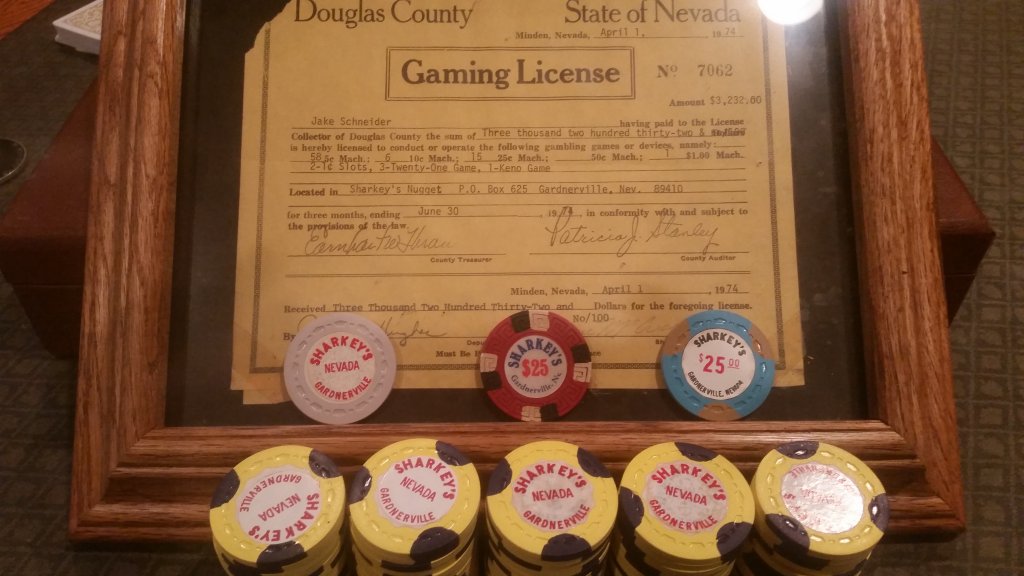 Douglas County State of Nevada
Minden, Nevada, April 1, 1974
Gaming License Nº 7062
Amount $3,232.60
Jake Schneider having paid to the License
Collector of Douglas County the sum of Three thousand two hundred thirty-two &
is hereby licensed to conduct or operate the following gambling games or devices, namely:
58 5c Mach.; 6 10c Mach.; 15 25c Mach.; 50c Mach.; 1 $1.00 Mach.
2-1¢ Slots, 3-Twenty-One Game, 1-Keno Game
Located in Sharkey's Nugget P.O. Box 625 Gardnerville, Nev. 89410
for three months, ending June 30, 1974, in conformity with and subject to
the provisions of the law.
Patricia J. Stanley
County Treasurer County Auditor
Minden, Nevada, April 1 1974
Received Three Thousand Two Hundred Thirty-Two and Dollars for the foregoing license.
No/100
By
Must Be
SHARKEY'S
NEVADA
GARDNERVILLE
SHARKEY'S
$25
Gardnerville, Nv.
SHARKEY'S
$25.00
GARDNERVILLE, NEVADA
SHARKEY'S
NEVADA
GARDNERVILLE
SHARKEY'S
NEVADA
GARDNERVILLE
SHARKEY'S
NEVADA
GARDNERVILLE
SHARKEY'S
NEVADA
GARDNERVILLE
SHARKEY'S
NEVADA